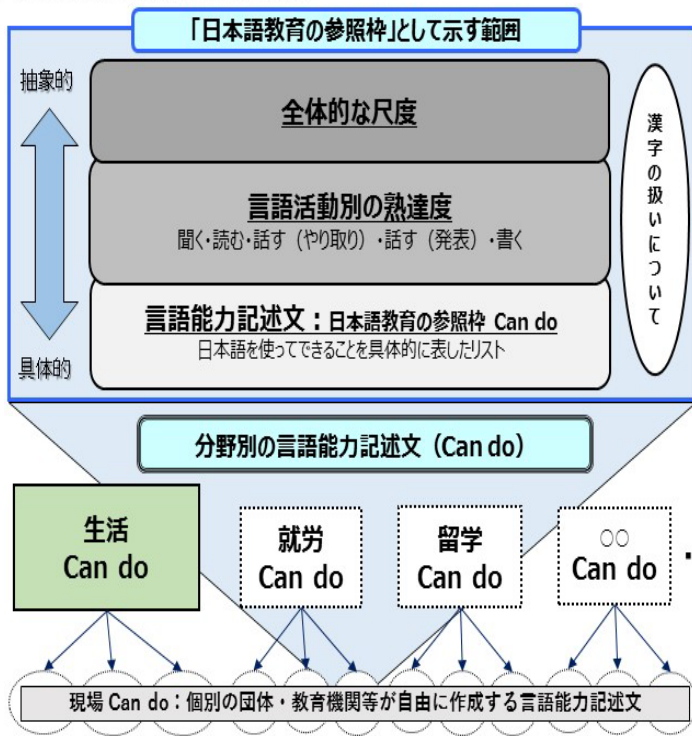 「日本語教育の参照枠」として示す範囲
抽象的
具体的
全体的な尺度
言語活動別の熟達度
聞く・読む・話す（やり取り）・話す（発表）・書く
言語能力記述文：日本語教育の参照枠 Can do
日本語を使ってできることを具体的に表したリスト
漢字の扱いについて
分野別の言語能力記述文（Can do）
生活
Can do
就労
Can do
留学
Can do
○○
Can do
現場 Can do：個別の団体・教育機関等が自由に作成する言語能力記述文